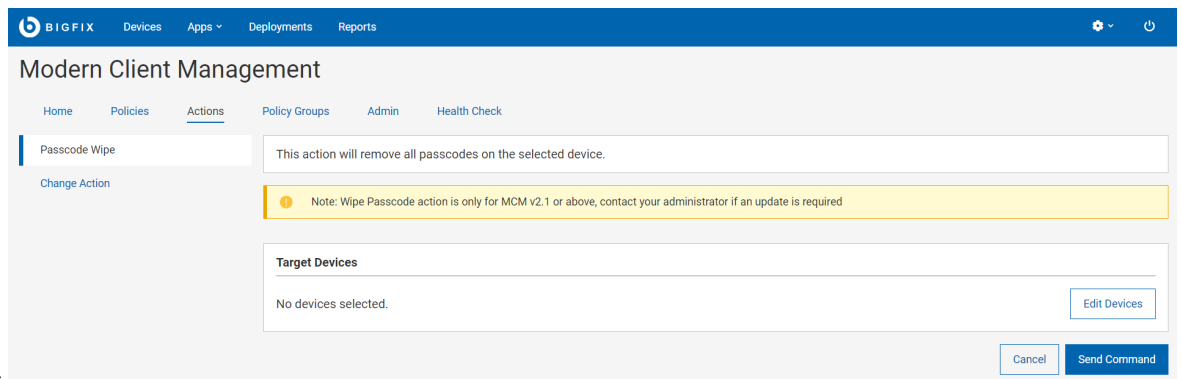 BIGFIX Devices Apps Deployments Reports
Modern Client Management
Home Policies Actions Policy Groups Admin Health Check
Passcode Wipe
Change Action
This action will remove all passcodes on the selected device.
Note: Wipe Passcode action is only for MCM v2.1 or above, contact your administrator if an update is required
Target Devices
No devices selected.
Edit Devices
Cancel
Send Command